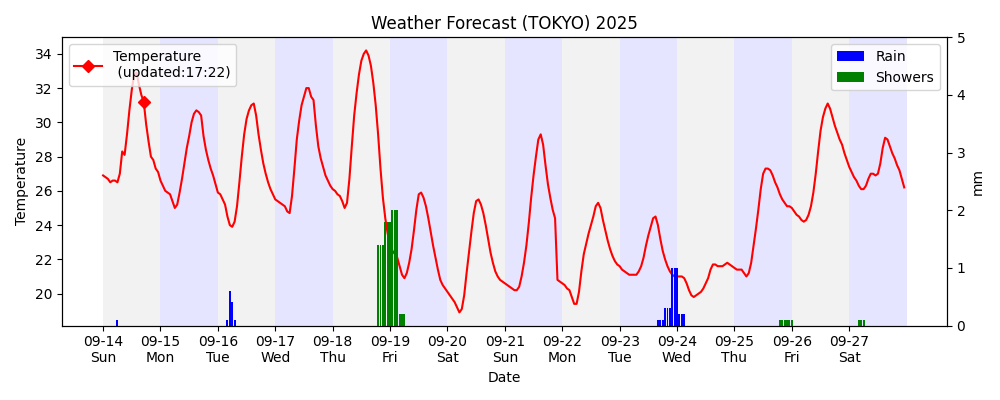 Weather Forecast (TOKYO) 2025
Temperature
(updated:17:22)
Rain
Showers
Temperature
34
32
30
28
26
24
22
20
5
4
3
2
1
0
mm
09-14 09-15 09-16 09-17 09-18 09-19 09-20 09-21 09-22 09-23 09-24 09-25 09-26 09-27
Sun Mon Tue Wed Thu Fri Sat Sun Mon Tue Wed Thu Fri Sat
Date